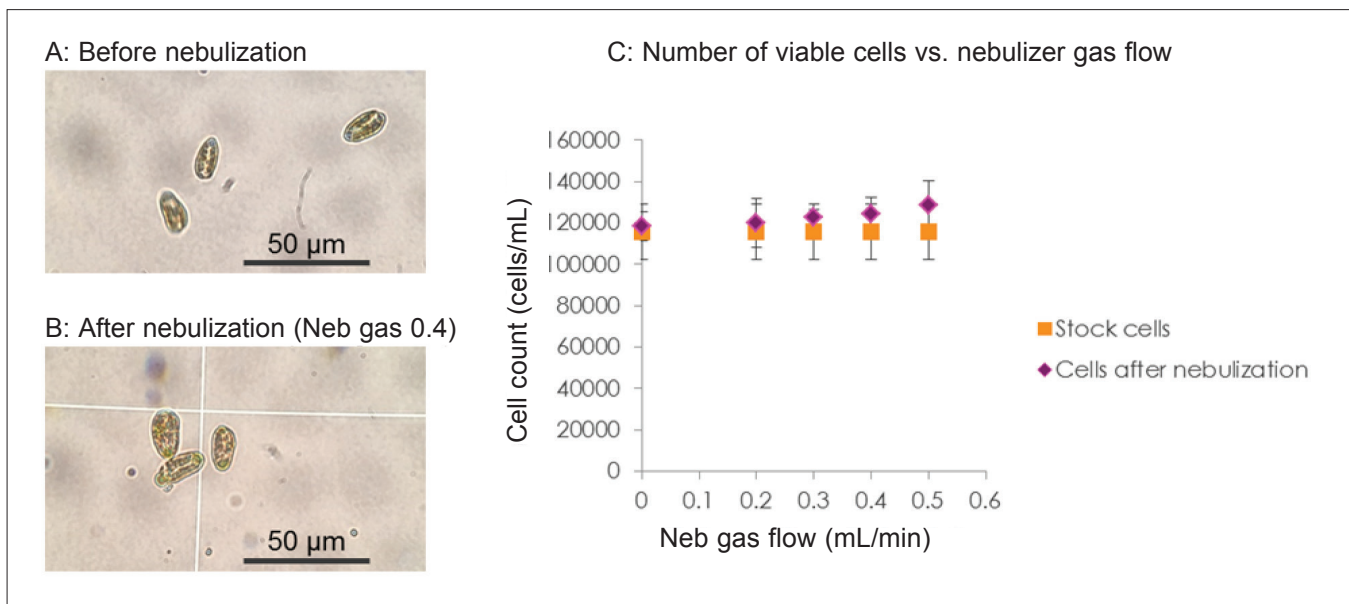 A: Before nebulization
50 µm
B: After nebulization (Neb gas 0.4)
50 µm
C: Number of viable cells vs. nebulizer gas flow
Cell count (cells/mL)
160000
140000
120000
100000
80000
60000
40000
20000
0
0 0.1 0.2 0.3 0.4 0.5 0.6
Neb gas flow (mL/min)
Stock cells
Cells after nebulization